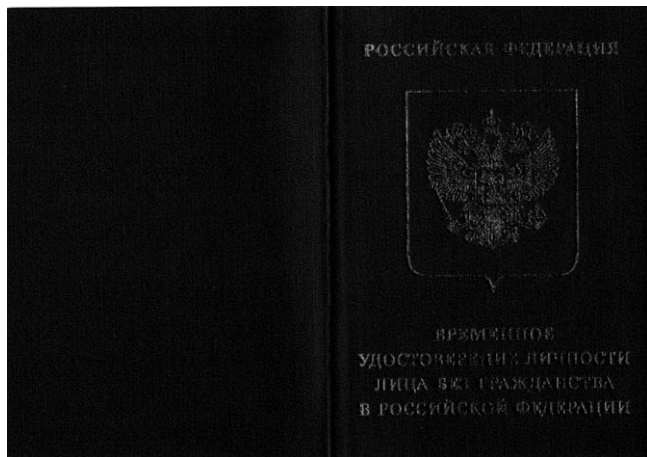 РОССИЙСКАЯ ФЕДЕРАЦИЯ
ВРЕМЕННОЕ
УДОСТОВЕРЕНИЕ ЛИЧНОСТИ
ЛИЦА БЕЗ ГРАЖДАНСТВА
В РОССИЙСКОЙ ФЕДЕРАЦИИ